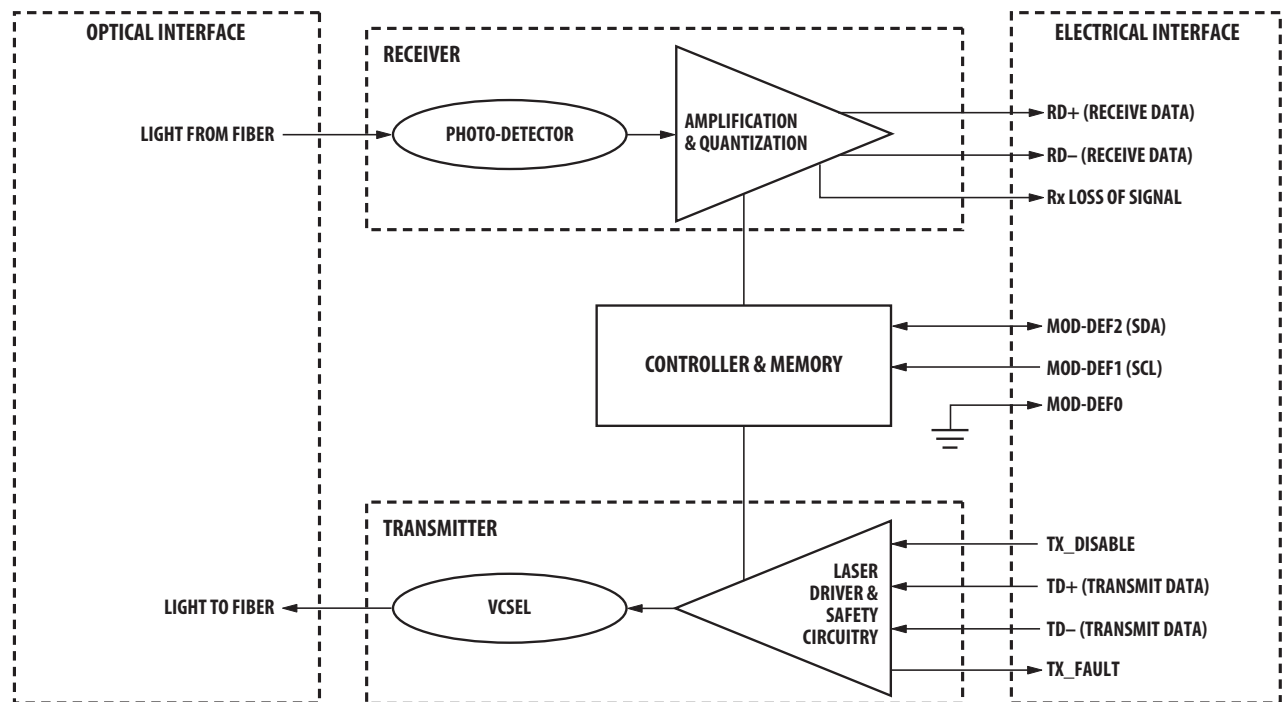 OPTICAL INTERFACE
ELECTRICAL INTERFACE
RECEIVER
LIGHT FROM FIBER
PHOTO-DETECTOR
AMPLIFICATION
& QUANTIZATION
RD+ (RECEIVE DATA)
RD– (RECEIVE DATA)
Rx LOSS OF SIGNAL
CONTROLLER & MEMORY
MOD-DEF2 (SDA)
MOD-DEF1 (SCL)
MOD-DEF0
TRANSMITTER
LIGHT TO FIBER
VCSEL
LASER
DRIVER &
SAFETY
CIRCUITRY
TX_DISABLE
TD+ (TRANSMIT DATA)
TD– (TRANSMIT DATA)
TX_FAULT